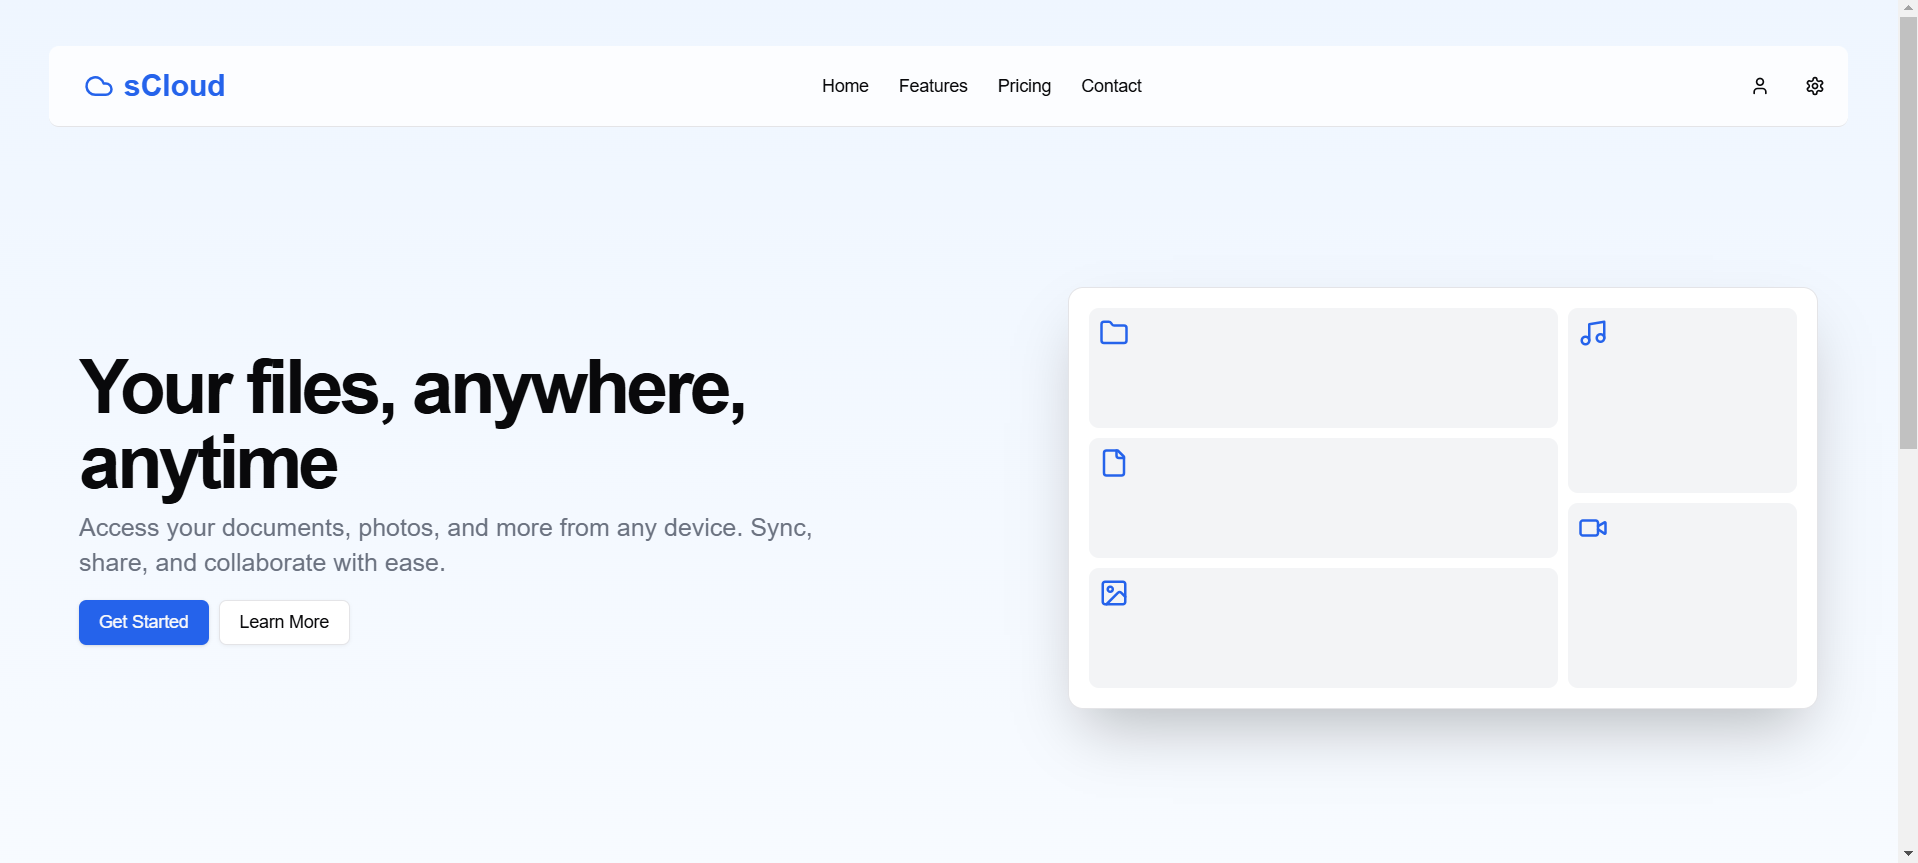 sCloud
Home Features Pricing Contact
Your files, anywhere,
anytime
Access your documents, photos, and more from any device. Sync,
share, and collaborate with ease.
Get Started Learn More